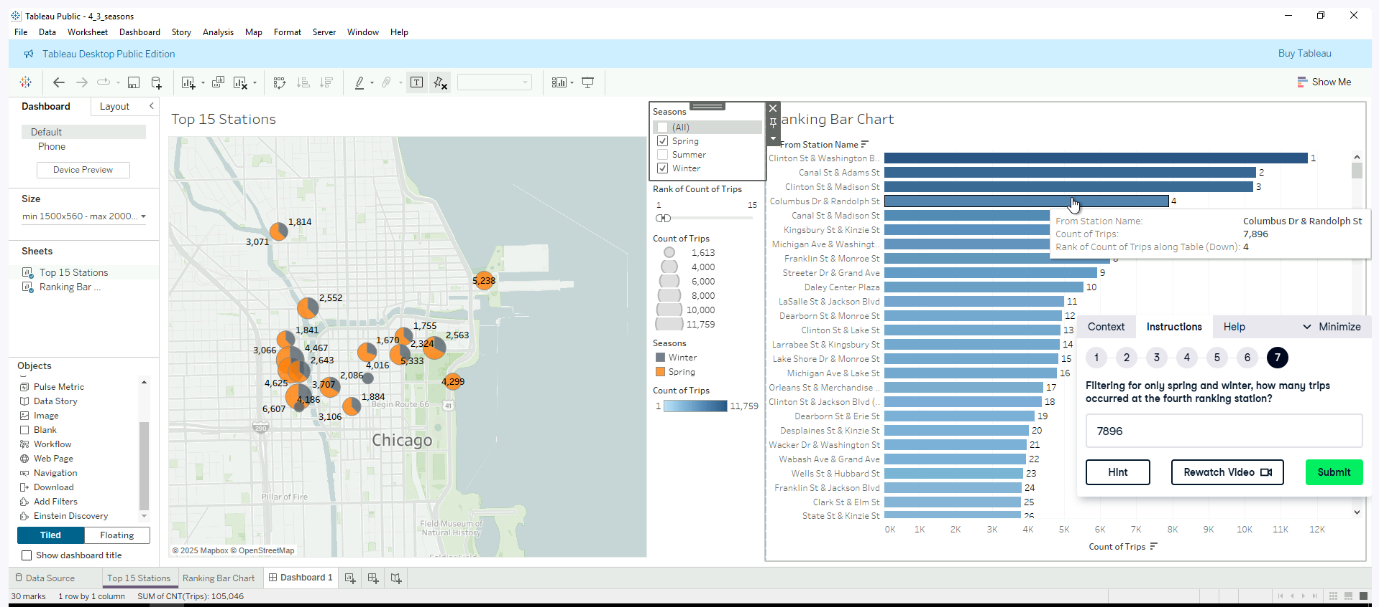 Tableau Public - 4_3_seasons
File Data Worksheet Dashboard Story Analysis Map Format Server Window Help
Tableau Desktop Public Edition
Buy Tableau
Show Me
Dashboard
Layout
Default
Phone
Device Preview
Size
min 1500x560 - max 2000...
Sheets
Top 15 Stations
Ranking Bar ...
Objects
Pulse Metric
Data Story
Image
Blank
Workflow
Web Page
Navigation
Download
Add Filters
Einstein Discovery
Tiled
Floating
Show dashboard title
Top 15 Stations
1,814
3,071
5,238
2,552
1,841
1,755
2,563
3,066
4,467
1,670
2,324
2,643
5,333
4,016
4,625
3,707
2,086
4,299
4,186
1,884
6,607
3,106
Begin Route 66
41
290
Chicago
Pillar of Fire
Field Museum of
Natural History
© 2025 Mapbox © OpenStreetMap
Seasons
(All)
Spring
Summer
Winter
Rank of Count of Trips
1
15
Count of Trips
1,613
4,000
6,000
8,000
10,000
11,759
Seasons
Winter
Spring
Count of Trips
1
11,759
anking Bar Chart
From Station Name
Clinton St & Washington B..
1
Canal St & Adams St
2
Clinton St & Madison St
3
Columbus Dr & Randolph St
4
Canal St & Madison St
Kingsbury St & Kinzie St
Michigan Ave & Washingt..
Franklin St & Monroe St
Streeter Dr & Grand Ave
9
Daley Center Plaza
10
LaSalle St & Jackson Blvd
11
Dearborn St & Monroe St
12
Clinton St & Lake St
13
Larrabee St & Kingsbury St
14
Lake Shore Dr & Monroe St
15
Michigan Ave & Lake St
16
Orleans St & Merchandise ..
17
Clinton St & Jackson Blvd (..
18
Dearborn St & Erie St
19
Desplaines St & Kinzie St
20
Wacker Dr & Washington St
21
Wabash Ave & Grand Ave
22
Wells St & Hubbard St
23
Franklin St & Jackson Blvd
24
Clark St & Elm St
25
State St & Kinzie St
26
0K 1K 2K 3K 4K 5K 6K 7K 8K 9K 10K 11K 12K
Count of Trips
From Station Name: Columbus Dr & Randolph St
Count of Trips: 7,896
Rank of Count of Trips along Table (Down): 4
Context
Instructions
Help
Minimize
1 2 3 4 5 6 7
Filtering for only spring and winter, how many trips
occurred at the fourth ranking station?
7896
Hint
Rewatch Video
Submit
Data Source
Top 15 Stations
Ranking Bar Chart
Dashboard 1
30 marks 1 row by 1 column SUM of CNT(Trips): 105,046